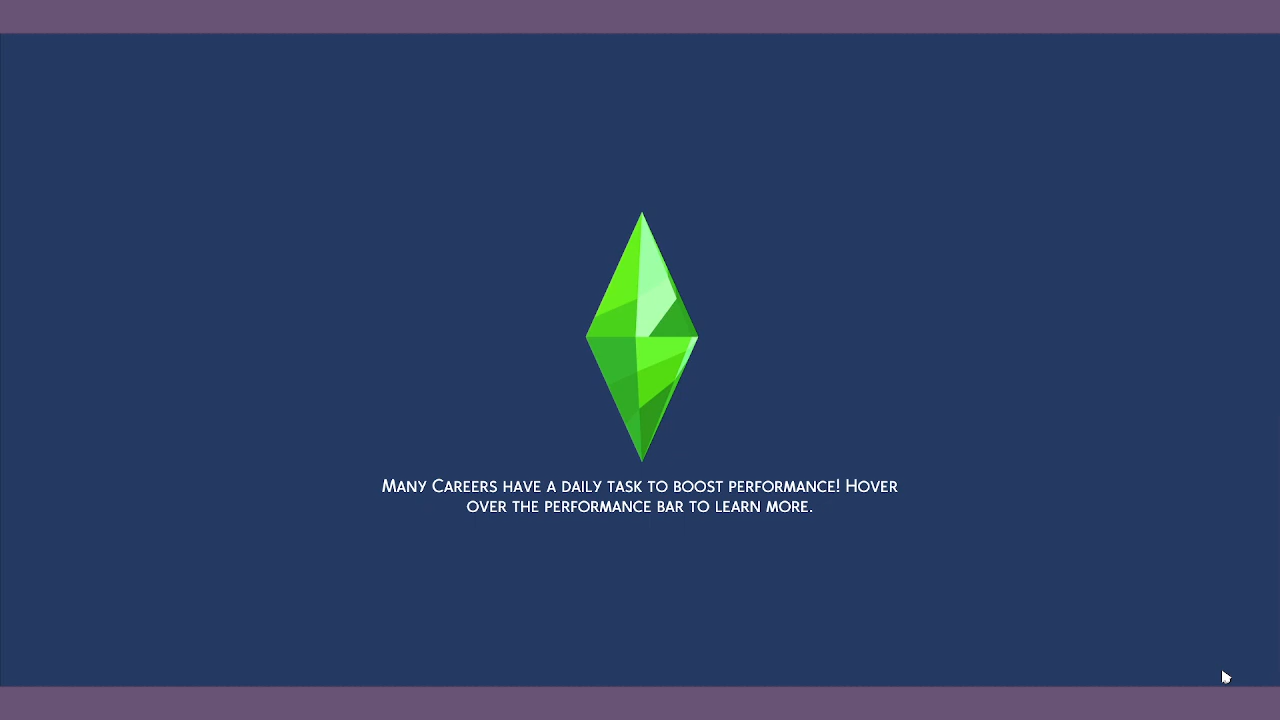 Many Careers have a daily task to boost performance! Hover
over the performance bar to learn more.